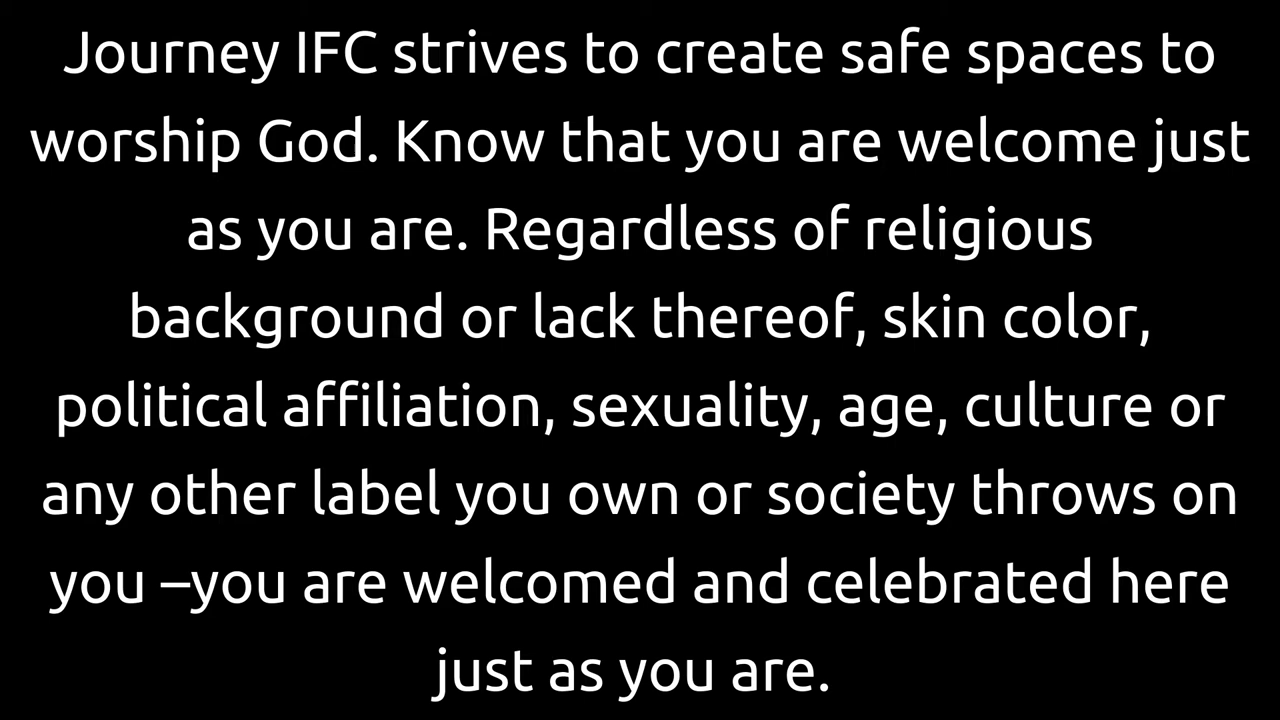 Journey IFC strives to create safe spaces to
worship God. Know that you are welcome just
as you are. Regardless of religious
background or lack thereof, skin color,
political affiliation, sexuality, age, culture or
any other label you own or society throws on
you –you are welcomed and celebrated here
just as you are.